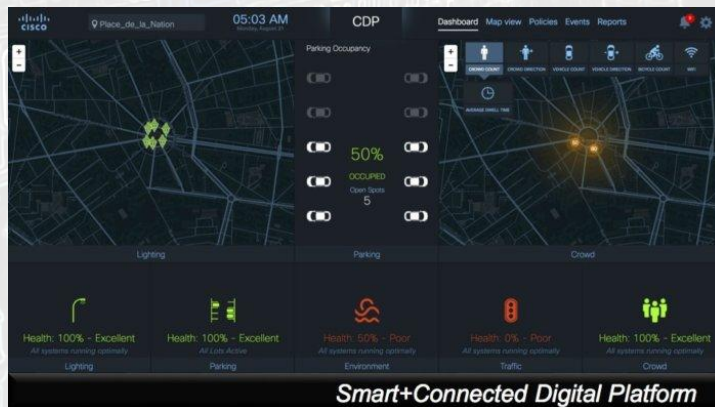 CISCO
Place_de_la_Nation
05:03 AM
Monday, August 21
CDP
Dashboard Map view Policies Events Reports
Parking Occupancy
CROWD COUNT CROWD DIRECTION VEHICLE COUNT VEHICLE DIRECTION BICYCLE COUNT WIFI
AVERAGE DWELL TIME
50%
OCCUPIED
Open Spots
5
Lighting Parking Crowd
Health: 100% - Excellent
All systems running optimally
Lighting
Health: 100% - Excellent
All Lots Active
Parking
Health: 50% - Poor
All systems running optimally
Environment
Health: 0% - Poor
All systems running optimally
Traffic
Health: 100% - Excellent
All systems running optimally
Crowd
Smart+Connected Digital Platform